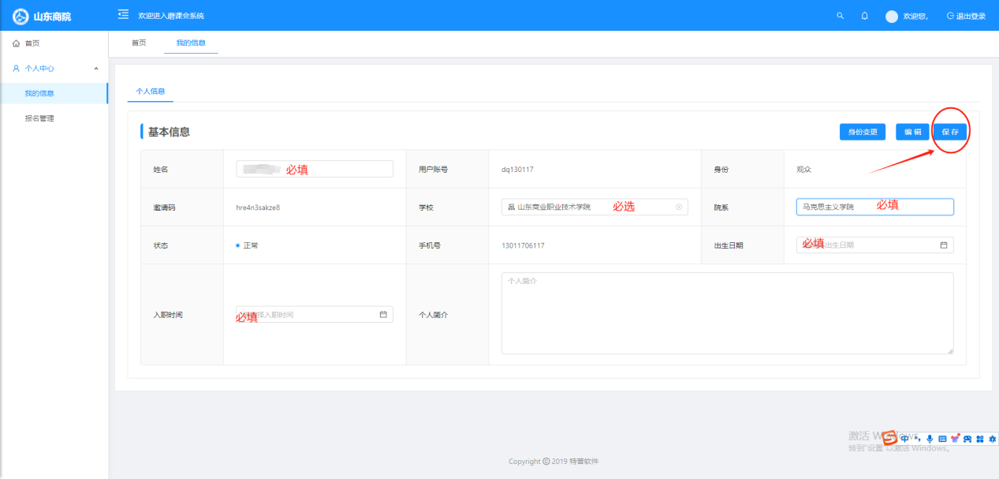 山东商院
欢迎进入磨课会系统
欢迎您,
退出登录
首页
个人中心
我的信息
报名管理
首页
我的信息
个人信息
基本信息
身份变更
编 辑
保 存
姓名
必填
用户账号
dq130117
身份
观众
邀请码
hre4n3sakze8
学校
山东商业职业技术学院
必选
院系
马克思主义学院
必填
状态
正常
手机号
13011706117
出生日期
必填
出生日期
入职时间
必填
择入职时间
个人简介
个人简介
激活 Windows
中
转到"设置"以激活 Windows。
Copyright © 2019 特普软件